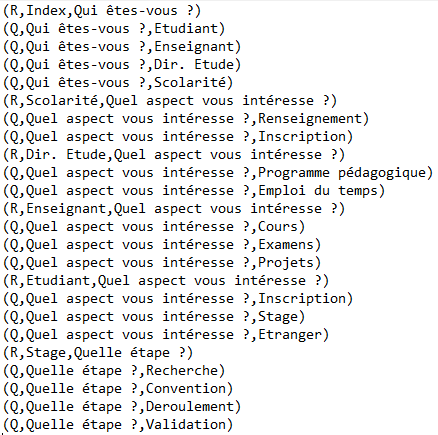 (R,Index,Qui êtes-vous ?)
(Q,Qui êtes-vous ?,Etudiant)
(Q,Qui êtes-vous ?,Enseignant)
(Q,Qui êtes-vous ?,Dir. Etude)
(Q,Qui êtes-vous ?,Scolarité)
(R,Scolarité,Quel aspect vous intéresse ?)
(Q,Quel aspect vous intéresse ?,Renseignement)
(Q,Quel aspect vous intéresse ?,Inscription)
(R,Dir. Etude,Quel aspect vous intéresse ?)
(Q,Quel aspect vous intéresse ?,Programme pédagogique)
(Q,Quel aspect vous intéresse ?,Emploi du temps)
(R,Enseignant,Quel aspect vous intéresse ?)
(Q,Quel aspect vous intéresse ?,Cours)
(Q,Quel aspect vous intéresse ?,Examens)
(Q,Quel aspect vous intéresse ?,Projets)
(R,Etudiant,Quel aspect vous intéresse ?)
(Q,Quel aspect vous intéresse ?,Inscription)
(Q,Quel aspect vous intéresse ?,Stage)
(Q,Quel aspect vous intéresse ?,Etranger)
(R,Stage,Quelle étape ?)
(Q,Quelle étape ?,Recherche)
(Q,Quelle étape ?,Convention)
(Q,Quelle étape ?,Deroulement)
(Q,Quelle étape ?,Validation)